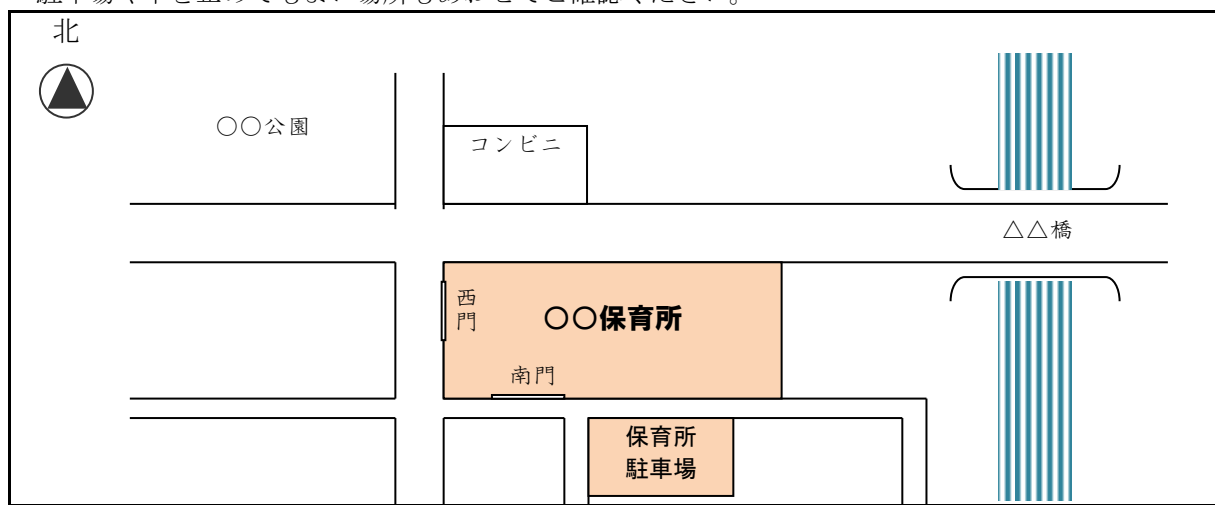 駐車場や車を止めてもよい場所もあわせてご確認ください。
北
○○公園
コンビニ
△△橋
西門
○○保育所
南門
保育所
駐車場